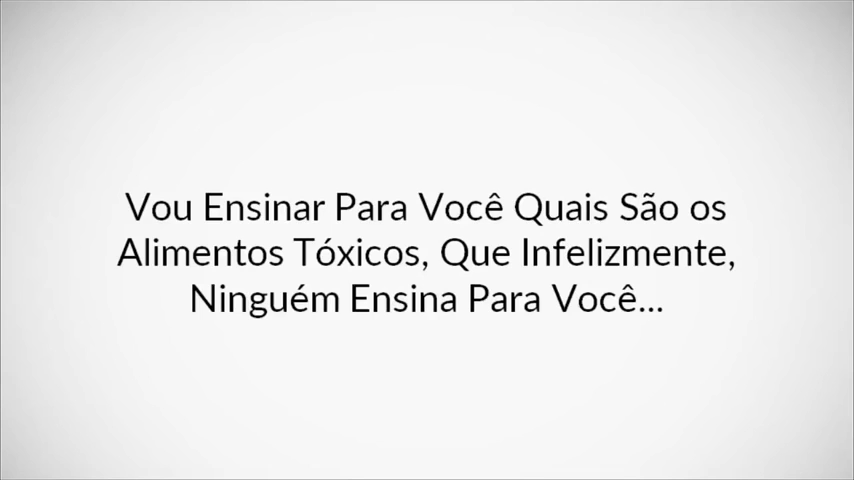 Vou Ensinar Para Você Quais São os
Alimentos Tóxicos, Que Infelizmente,
Ninguém Ensina Para Você...